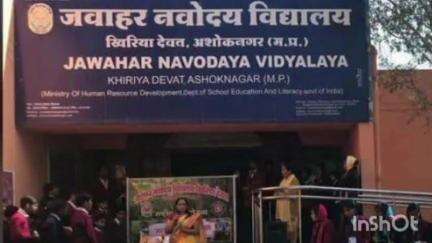 जवाहर नवोदय विद्यालय
खिरिया देवत, अशोकनगर (म.प्र.)
JAWAHAR NAVODAYA VIDYALAYA
KHIRIYA DEVAT ASHOKNAGAR (M.P.)
(Ministry Of Human Resource Development,Dept.of School Education And Literacy-govt of India)
InShot